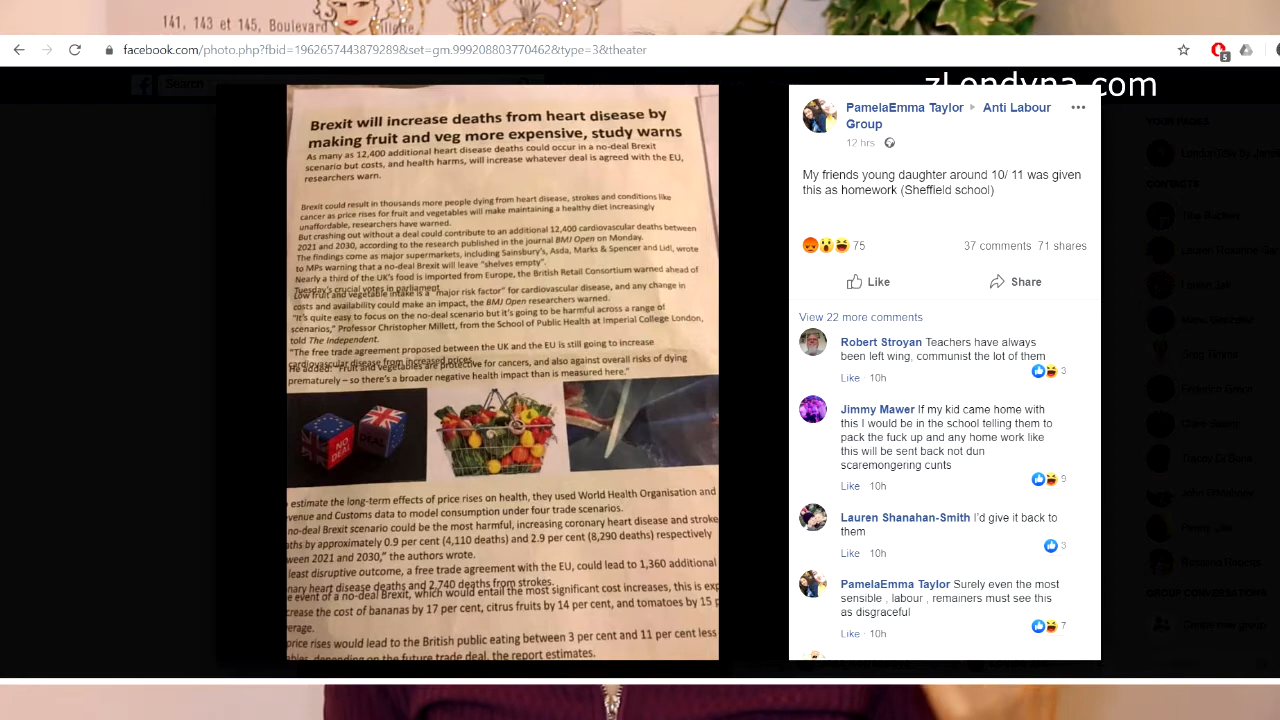 141, 143 et 145, Boulevard
facebook.com/photo.php?fbid=1962657443879289&set=gm.999208803770462&type=3&theater
5
Search
zLondyna.com
Brexit will increase deaths from heart disease by
making fruit and veg more expensive, study warns
As many as 12,400 additional heart disease deaths could occur in a no-deal Brexit
scenario but costs, and health harms, will increase whatever deal is agreed with the EU,
researchers warn.
Brexit could result in thousands more people dying from heart disease, strokes and conditions like
cancer as price rises for fruit and vegetables will make maintaining a healthy diet increasingly
unaffordable, researchers have warned.
But crashing out without a deal could contribute to an additional 12,400 cardiovascular deaths between
2021 and 2030, according to the research published in the journal BMJ Open on Monday.
The findings come as major supermarkets, including Sainsbury's, Asda, Marks & Spencer and Lidl, wrote
to MPs warning that a no-deal Brexit will leave "shelves empty".
Nearly a third of the UK's food is imported from Europe, the British Retail Consortium warned ahead of
Tuesday's crucial votes in parliament.
Low fruit and vegetable intake is a "major risk factor" for cardiovascular disease, and any change in
costs and availability could make an impact, the BMJ Open researchers warned.
"It's quite easy to focus on the no-deal scenario but it's going to be harmful across a range of
scenarios," Professor Christopher Millett, from the School of Public Health at Imperial College London,
told The Independent.
"The free trade agreement proposed between the UK and the EU is still going to increase
cardiovascular disease from increased prices.
He added: "Fruit and vegetables are protective for cancers, and also against overall risks of dying
prematurely – so there's a broader negative health impact than is measured here."
NO
DEAL
DEAL
estimate the long-term effects of price rises on health, they used World Health Organisation and
venue and Customs data to model consumption under four trade scenarios.
no-deal Brexit scenario could be the most harmful, increasing coronary heart disease and stroke
ths by approximately 0.9 per cent (4,110 deaths) and 2.9 per cent (8,290 deaths) respectively
ween 2021 and 2030," the authors wrote.
least disruptive outcome, a free trade agreement with the EU, could lead to 1,360 additional
nary heart disease deaths and 2,740 deaths from strokes.
e event of a no-deal Brexit, which would entail the most significant cost increases, this is exp
crease the cost of bananas by 17 per cent, citrus fruits by 14 per cent, and tomatoes by 15 p
erage.
price rises would lead to the British public eating between 3 per cent and 11 per cent less
bles, depending on the future trade deal, the report estimates.
PamelaEmma Taylor Anti Labour
Group
12 hrs
My friends young daughter around 10/ 11 was given
this as homework (Sheffield school)
75 37 comments 71 shares
Like Share
View 22 more comments
Robert Stroyan Teachers have always
been left wing, communist the lot of them
3
Like · 10h
Jimmy Mawer If my kid came home with
this I would be in the school telling them to
pack the fuck up and any home work like
this will be sent back not dun
scaremongering cunts
9
Like · 10h
Lauren Shanahan-Smith I'd give it back to
them
3
Like · 10h
PamelaEmma Taylor Surely even the most
sensible , labour , remainers must see this
as disgraceful
7
Like · 10h
YOUR PAGES
CONTACTS
GROUP CONVERSATIONS
Create new group